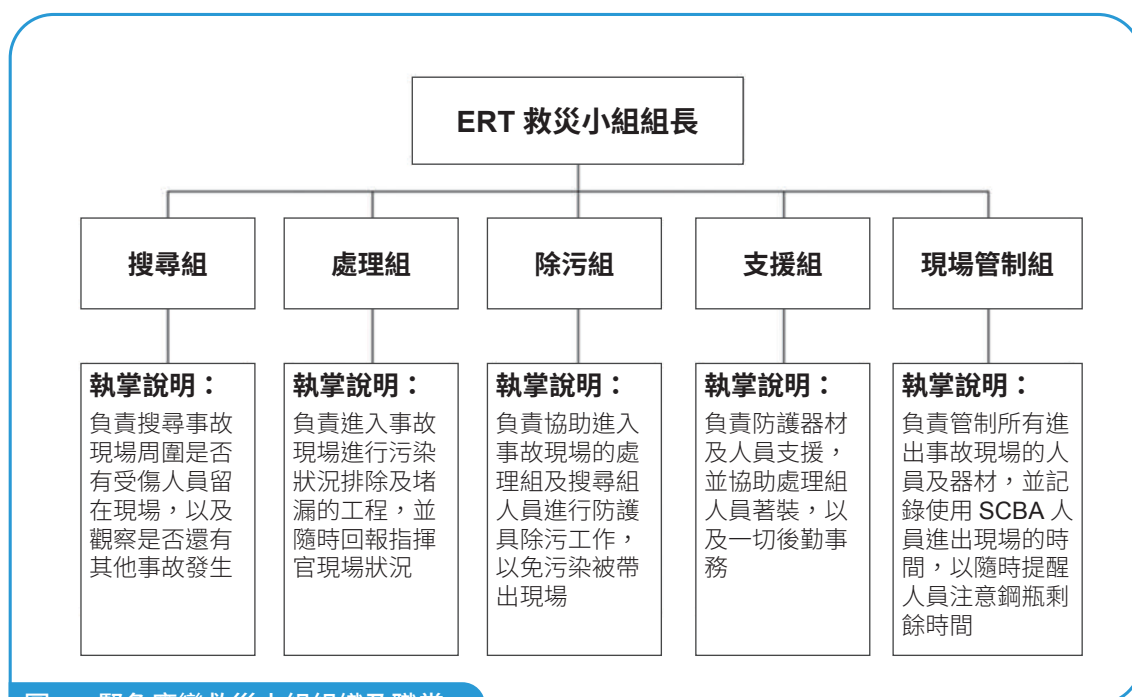 ERT 救災小組組長
搜尋組
處理組
除污組
支援組
現場管制組
執掌說明：
負責搜尋事故
現場周圍是否
有受傷人員留
在現場，以及
觀察是否還有
其他事故發生
執掌說明：
負責進入事故
現場進行污染
狀況排除及堵
漏的工程，並
隨時回報指揮
官現場狀況
執掌說明：
負責協助進入
事故現場的處
理組及搜尋組
人員進行防護
具除污工作，
以免污染被帶
出現場
執掌說明：
負責防護器材
及人員支援，
並協助處理組
人員著裝，以
及一切後勤事
務
執掌說明：
負責管制所有進
出事故現場的人
員及器材，並記
錄使用 SCBA 人
員進出現場的時
間，以隨時提醒
人員注意鋼瓶剩
餘時間